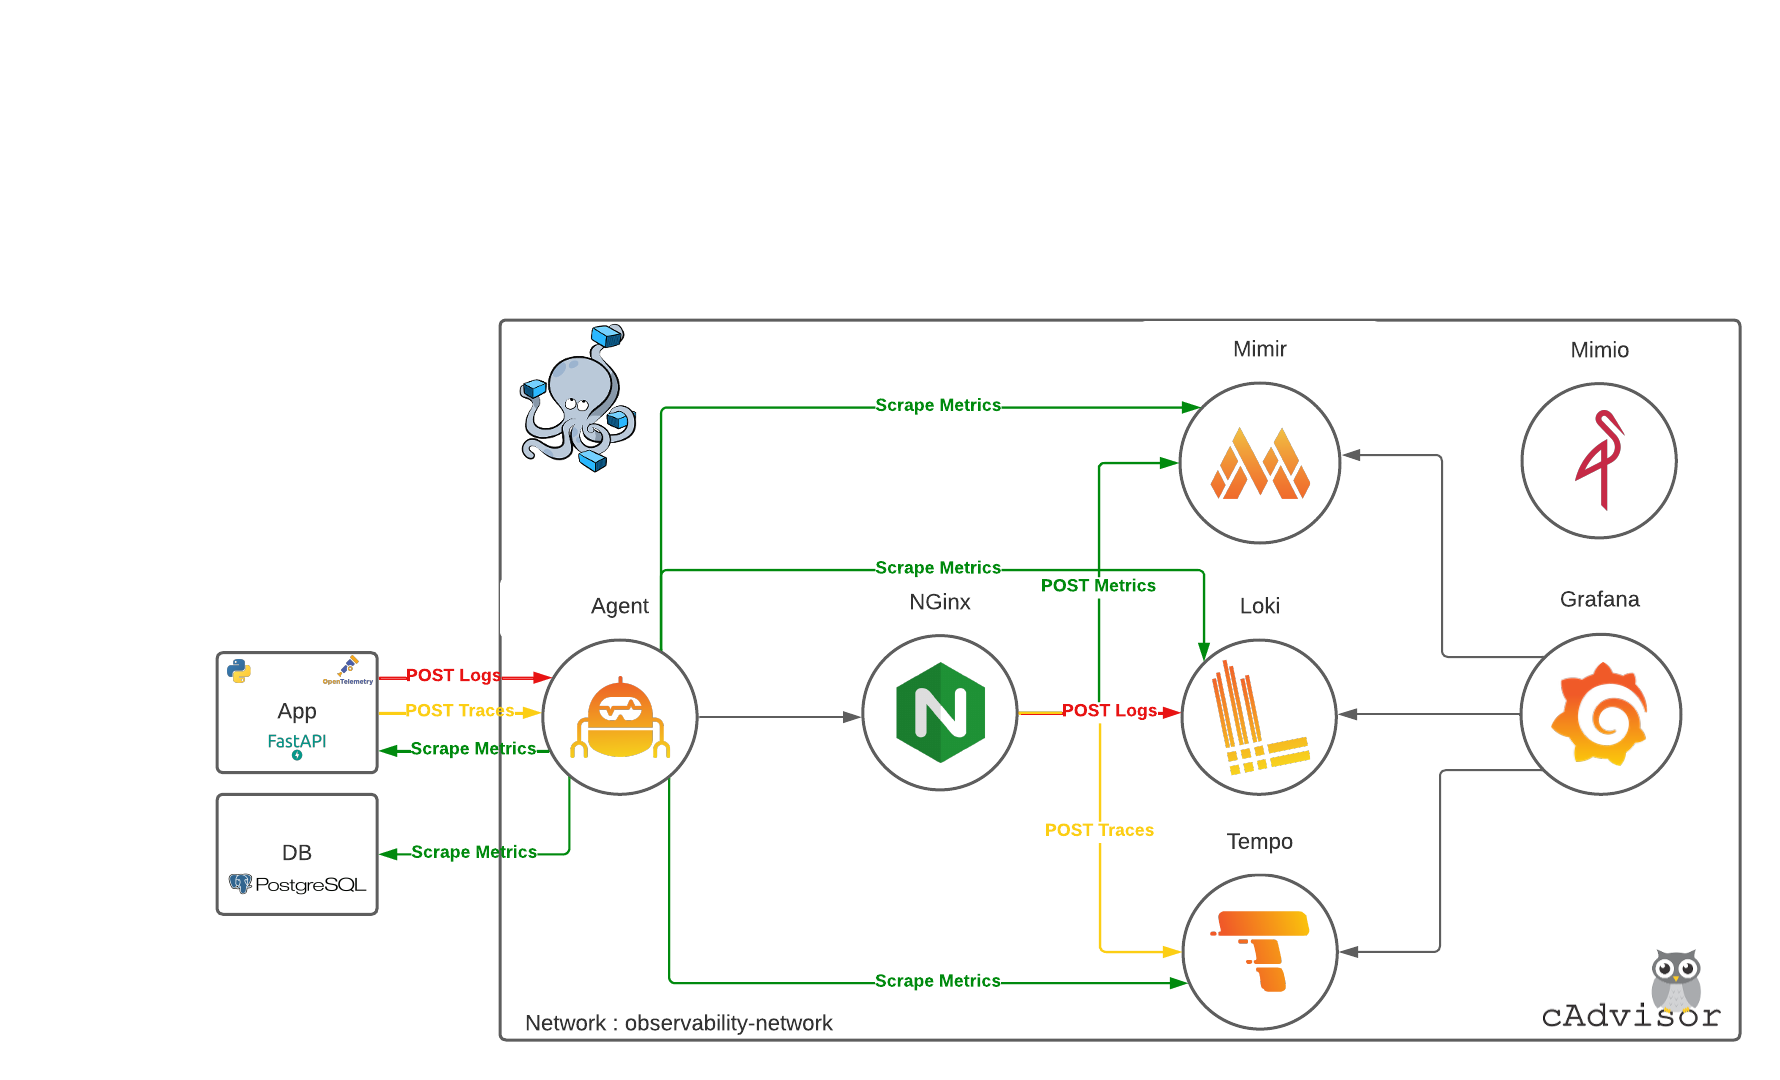 Mimir
Mimio
Scrape Metrics
Scrape Metrics
POST Metrics
Agent
NGinx
Loki
Grafana
OpenTelemetry
App
FastAPI
POST Logs
POST Traces
Scrape Metrics
POST Logs
DB
PostgreSQL
Scrape Metrics
POST Traces
Tempo
Scrape Metrics
cAdvisor
Network : observability-network